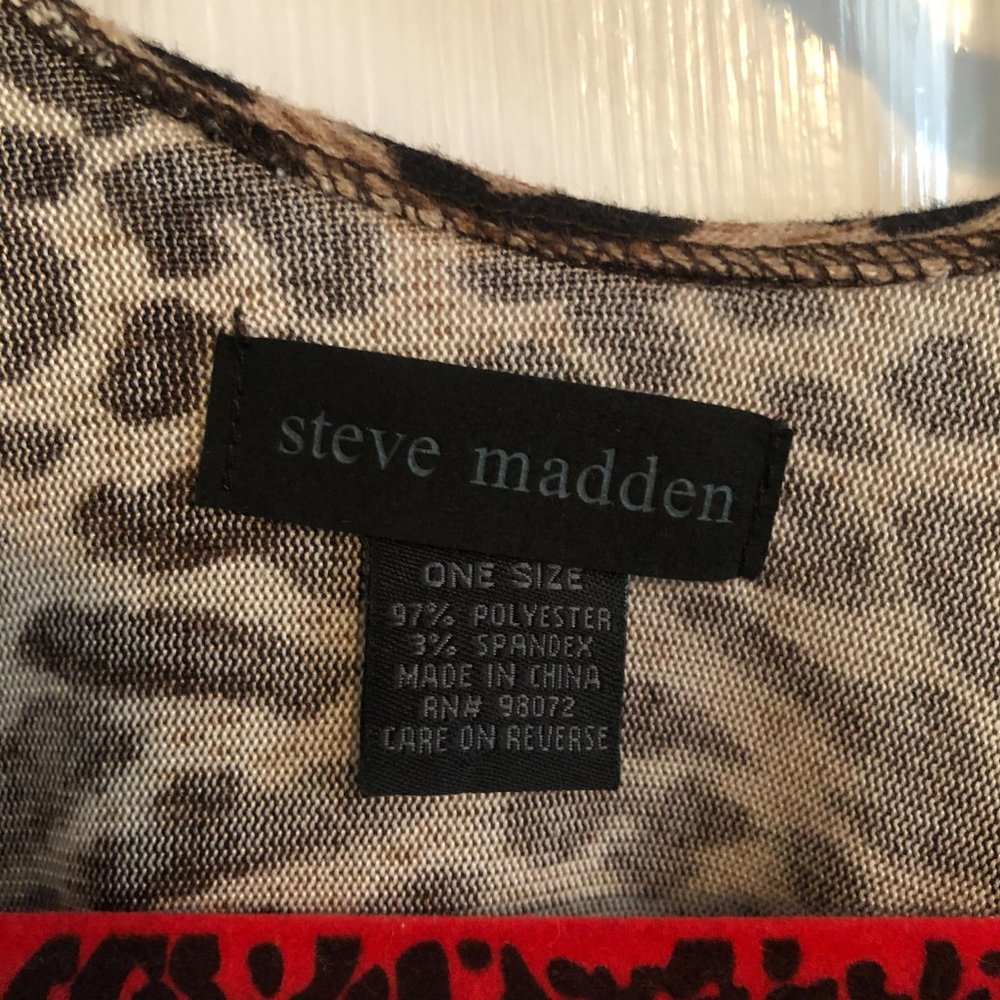 steve madden
ONE SIZE
97% POLYESTER
3% SPANDEX
MADE IN CHINA
RN# 98072
CARE ON REVERSE